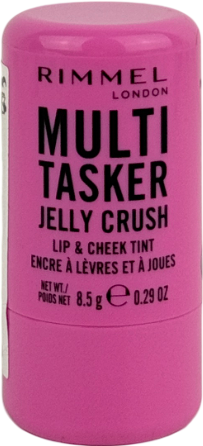 RIMMEL
LONDON
MULTI
TASKER
JELLY CRUSH
LIP & CHEEK TINT
ENCRE À LÈVRES ET À JOUES
NET WT./
POIDS NET 8.5 g ℮ 0.29 OZ